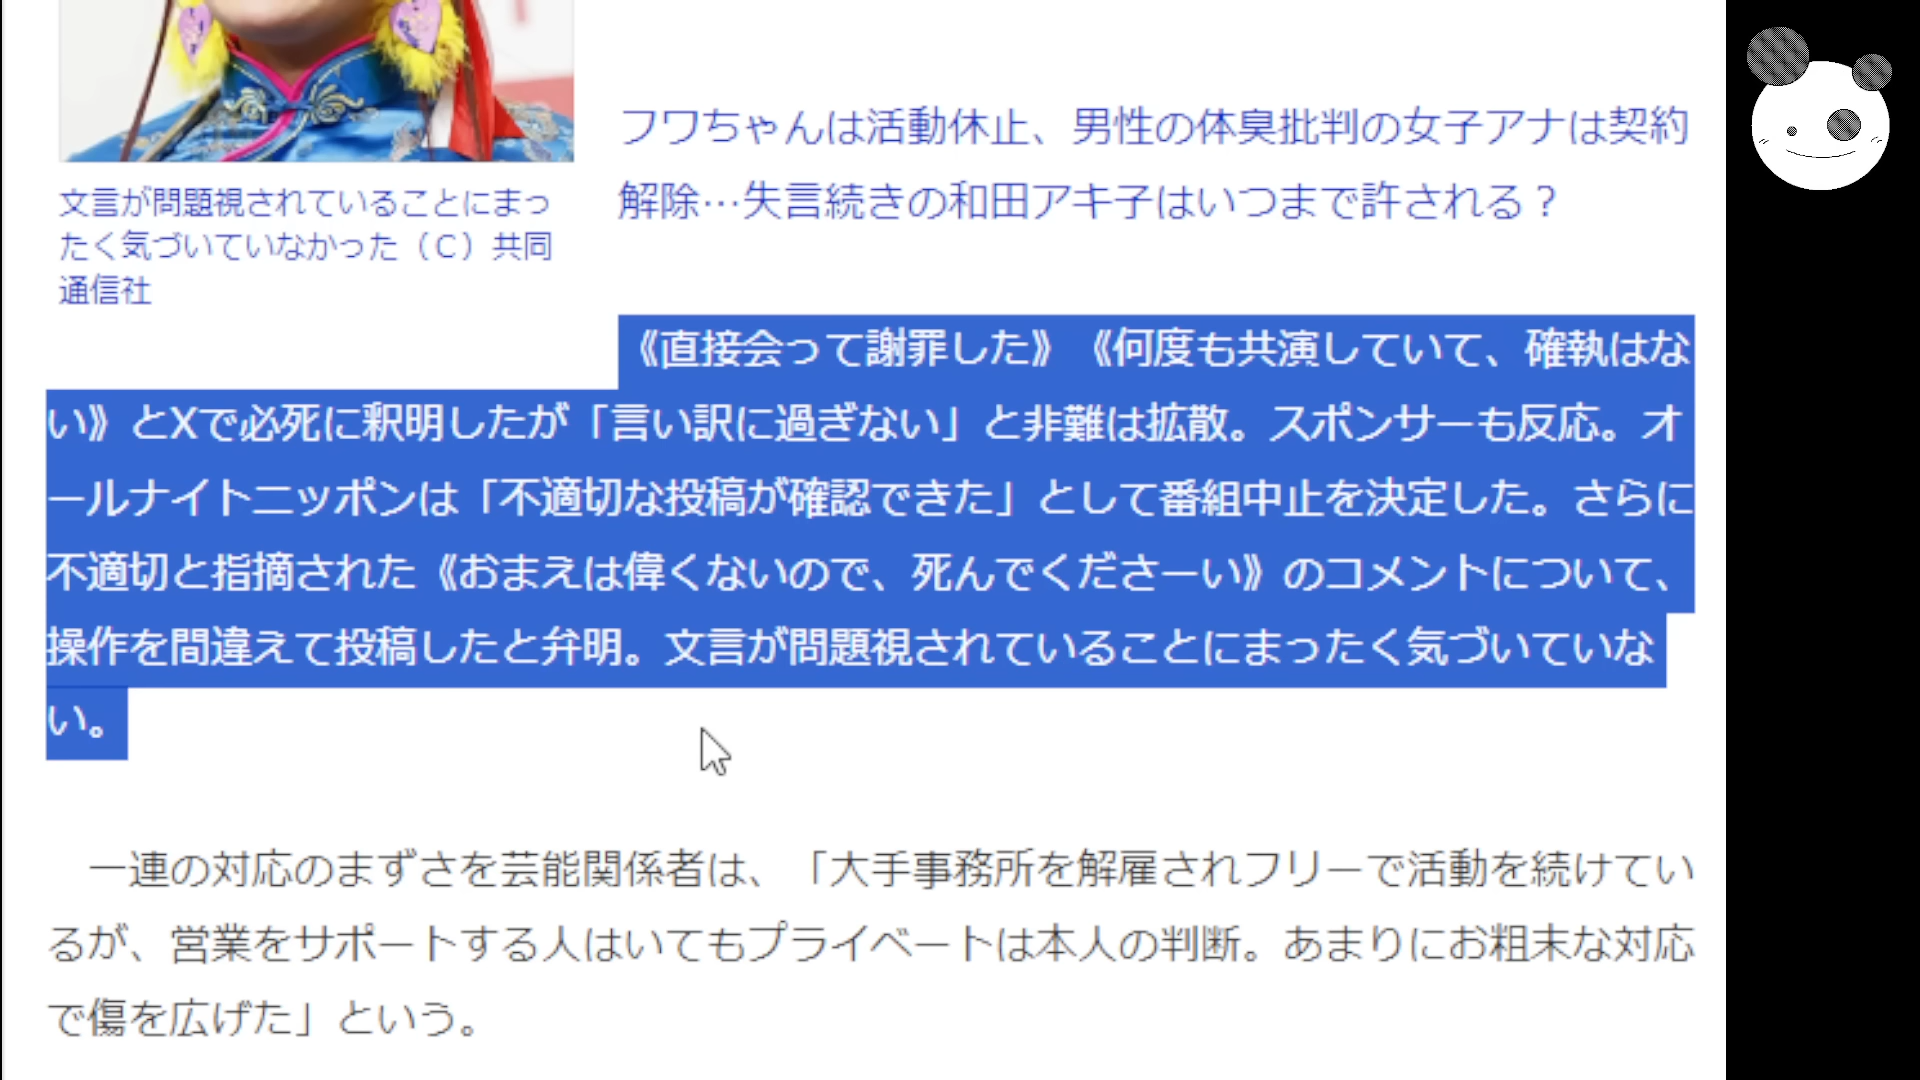 文言が問題視されていることにまっ
たく気づいていなかった（Ｃ）共同
通信社
フワちゃんは活動休止、男性の体臭批判の女子アナは契約
解除…失言続きの和田アキ子はいつまで許される？
《直接会って謝罪した》《何度も共演していて、確執はな
い》とXで必死に釈明したが「言い訳に過ぎない」と非難は拡散。スポンサーも反応。オ
ールナイトニッポンは「不適切な投稿が確認できた」として番組中止を決定した。さらに
不適切と指摘された《おまえは偉くないので、死んでくださーい》のコメントについて、
操作を間違えて投稿したと弁明。文言が問題視されていることにまったく気づいていな
い。
一連の対応のまずさを芸能関係者は、「大手事務所を解雇されフリーで活動を続けてい
るが、営業をサポートする人はいてもプライベートは本人の判断。あまりにお粗末な対応
で傷を広げた」という。